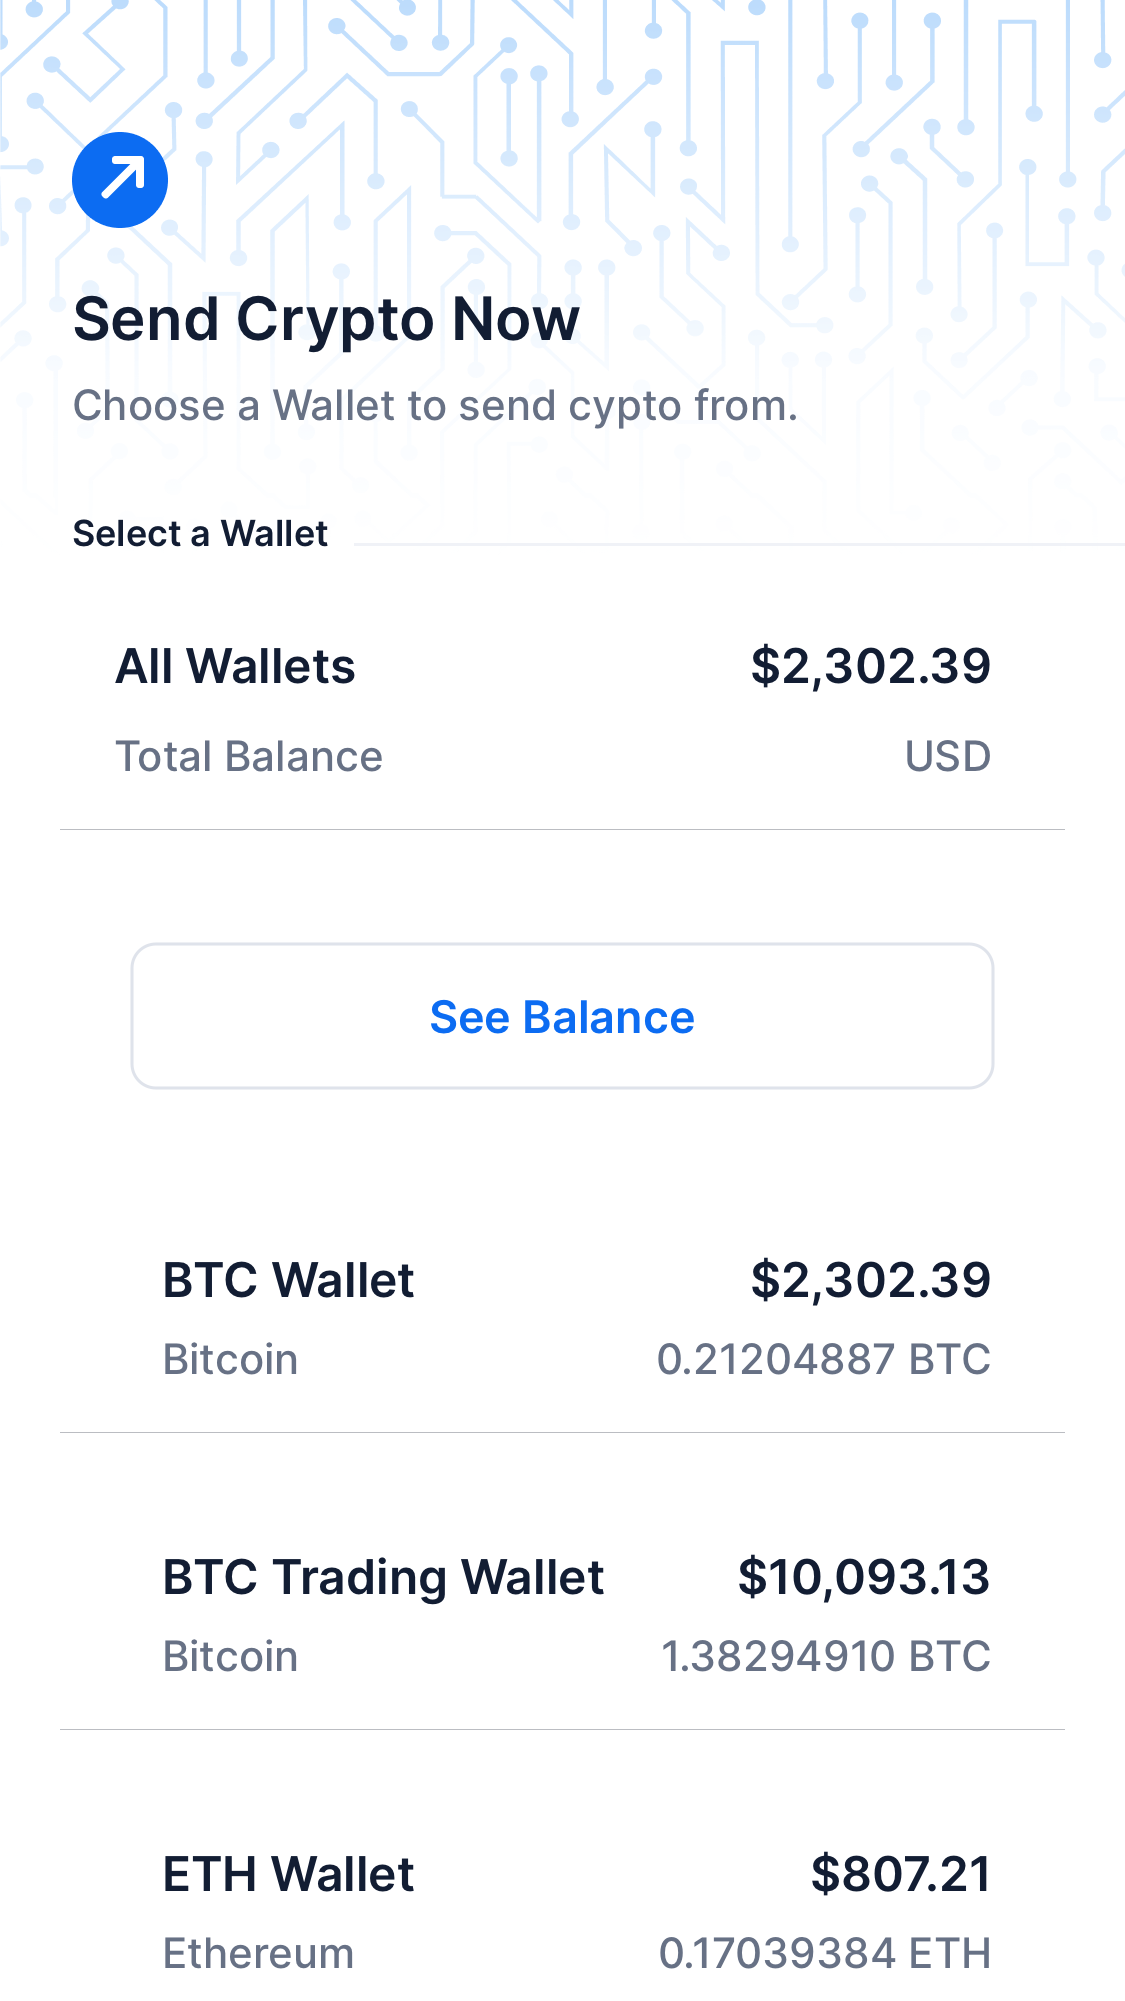 Send Crypto Now
Choose a Wallet to send cypto from.
Select a Wallet
All Wallets $2,302.39
Total Balance USD
See Balance
BTC Wallet $2,302.39
Bitcoin 0.21204887 BTC
BTC Trading Wallet $10,093.13
Bitcoin 1.38294910 BTC
ETH Wallet $807.21
Ethereum 0.17039384 ETH